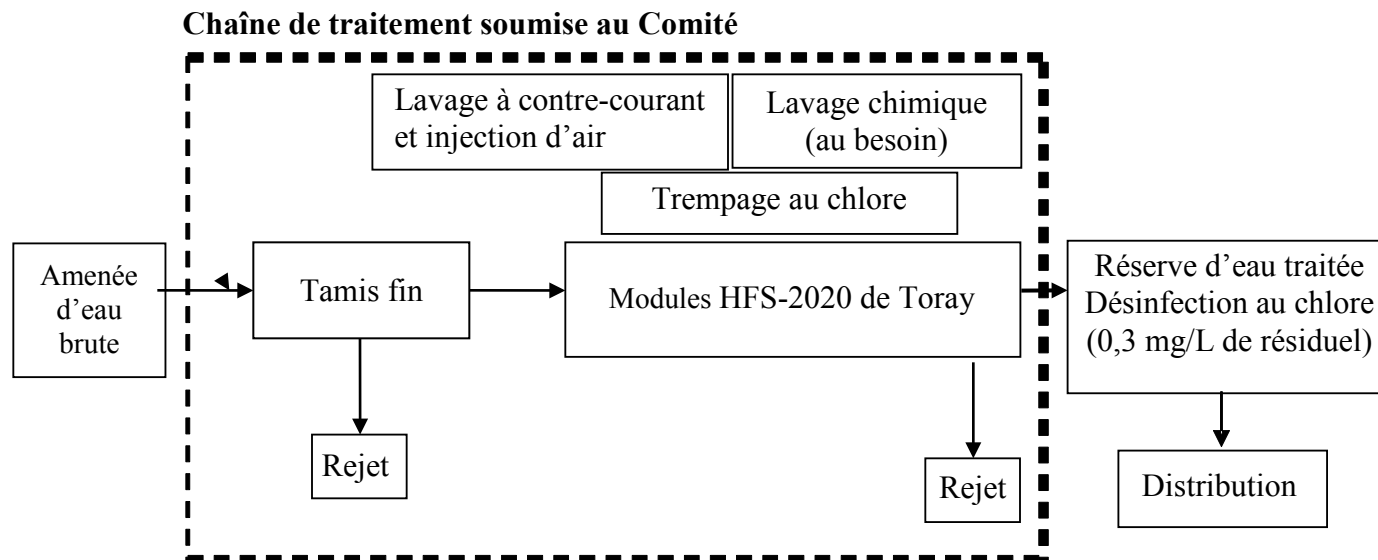 Chaîne de traitement soumise au Comité
Lavage à contre-courant
et injection d’air
Lavage chimique
(au besoin)
Trempage au chlore
Amenée
d’eau
brute
Tamis fin
Modules HFS-2020 de Toray
Réserve d’eau traitée
Désinfection au chlore
(0,3 mg/L de résiduel)
Rejet
Rejet
Distribution